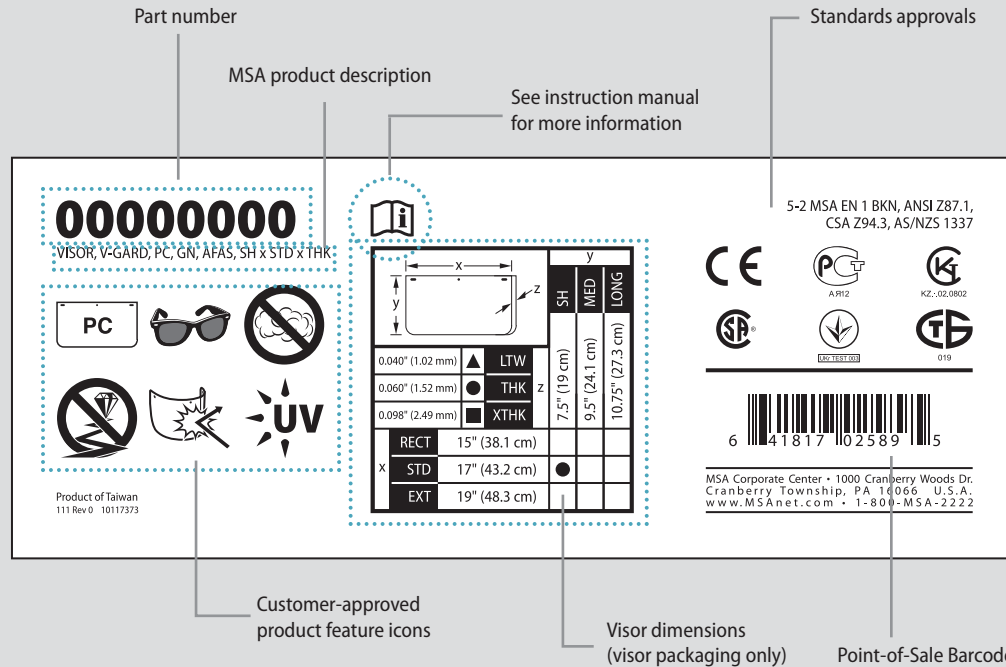 Part number
Standards approvals
MSA product description
See instruction manual
for more information
00000000
VISOR, V-GARD, PC, GN, AFAS, SH x STD x THK
PC
UV
Product of Taiwan
111 Rev 0 10117373
x
y
z
y
SH
MED
LONG
0.040" (1.02 mm) LTW
0.060" (1.52 mm) THK
0.098" (2.49 mm) XTHK
z
7.5" (19 cm)
9.5" (24.1 cm)
10.75" (27.3 cm)
x
RECT 15" (38.1 cm)
STD 17" (43.2 cm)
EXT 19" (48.3 cm)
5-2 MSA EN 1 BKN, ANSI Z87.1,
CSA Z94.3, AS/NZS 1337
CE
АЯ12
KZ.·.02.0802
SA®
UKr TEST 003
019
6 41817 02589 5
MSA Corporate Center • 1000 Cranberry Woods Dr.
Cranberry Township, PA 16066 U.S.A.
www.MSAnet.com • 1-800-MSA-2222
Customer-approved
product feature icons
Visor dimensions
(visor packaging only)
Point-of-Sale Barcode